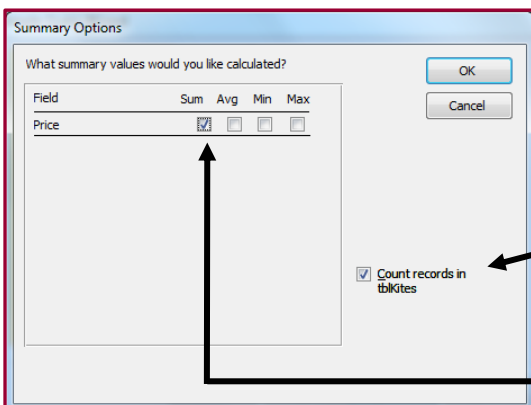 Summary Options
What summary values would you like calculated?
OK
Cancel
Field Sum Avg Min Max
Price
Count records in
tblKites